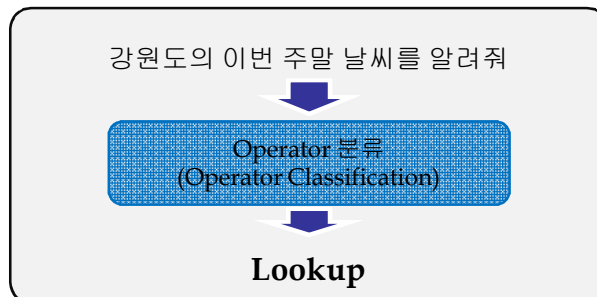 강원도의 이번 주말 날씨를 알려줘
Operator 분류
(Operator Classification)
Lookup